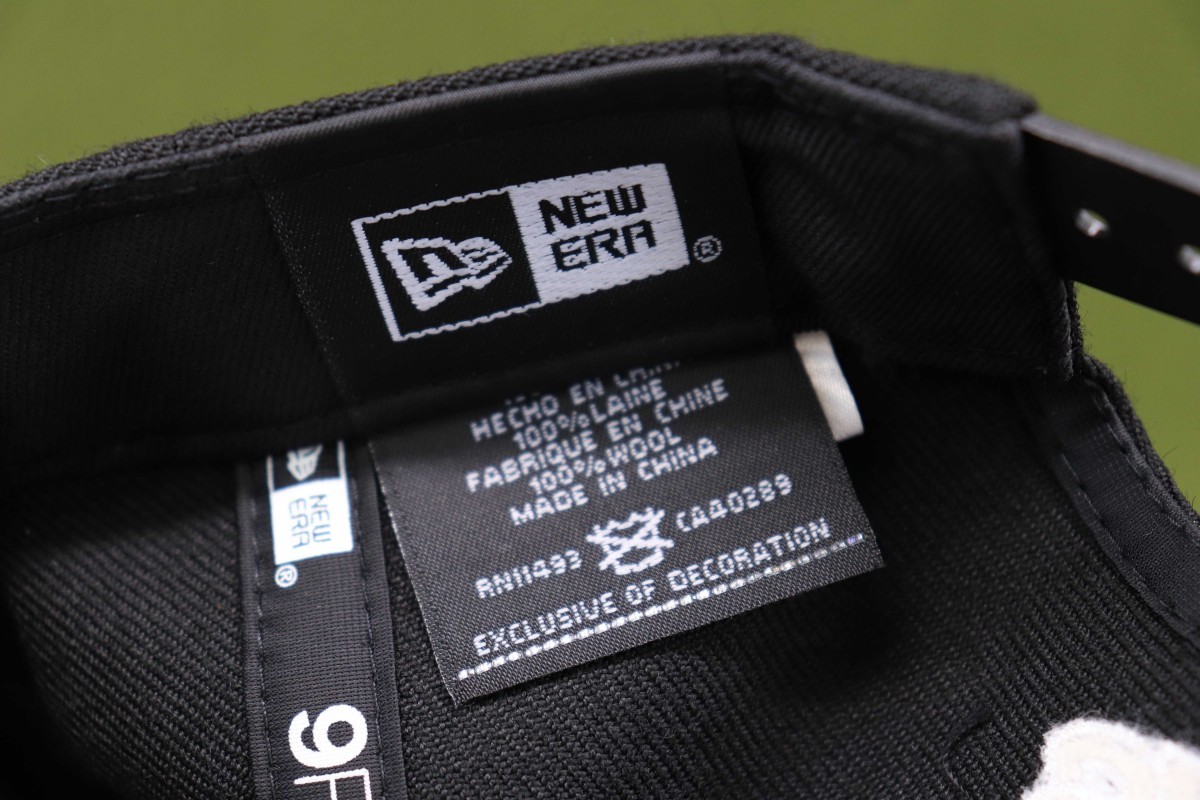 NEW
ERA
®
HECHO EN
100%LAINE
FABRIQUE EN CHINE
100%WOOL
MADE IN CHINA
RN11493 CA40289
EXCLUSIVE OF DECORATION
NEW
ERA
®
9F